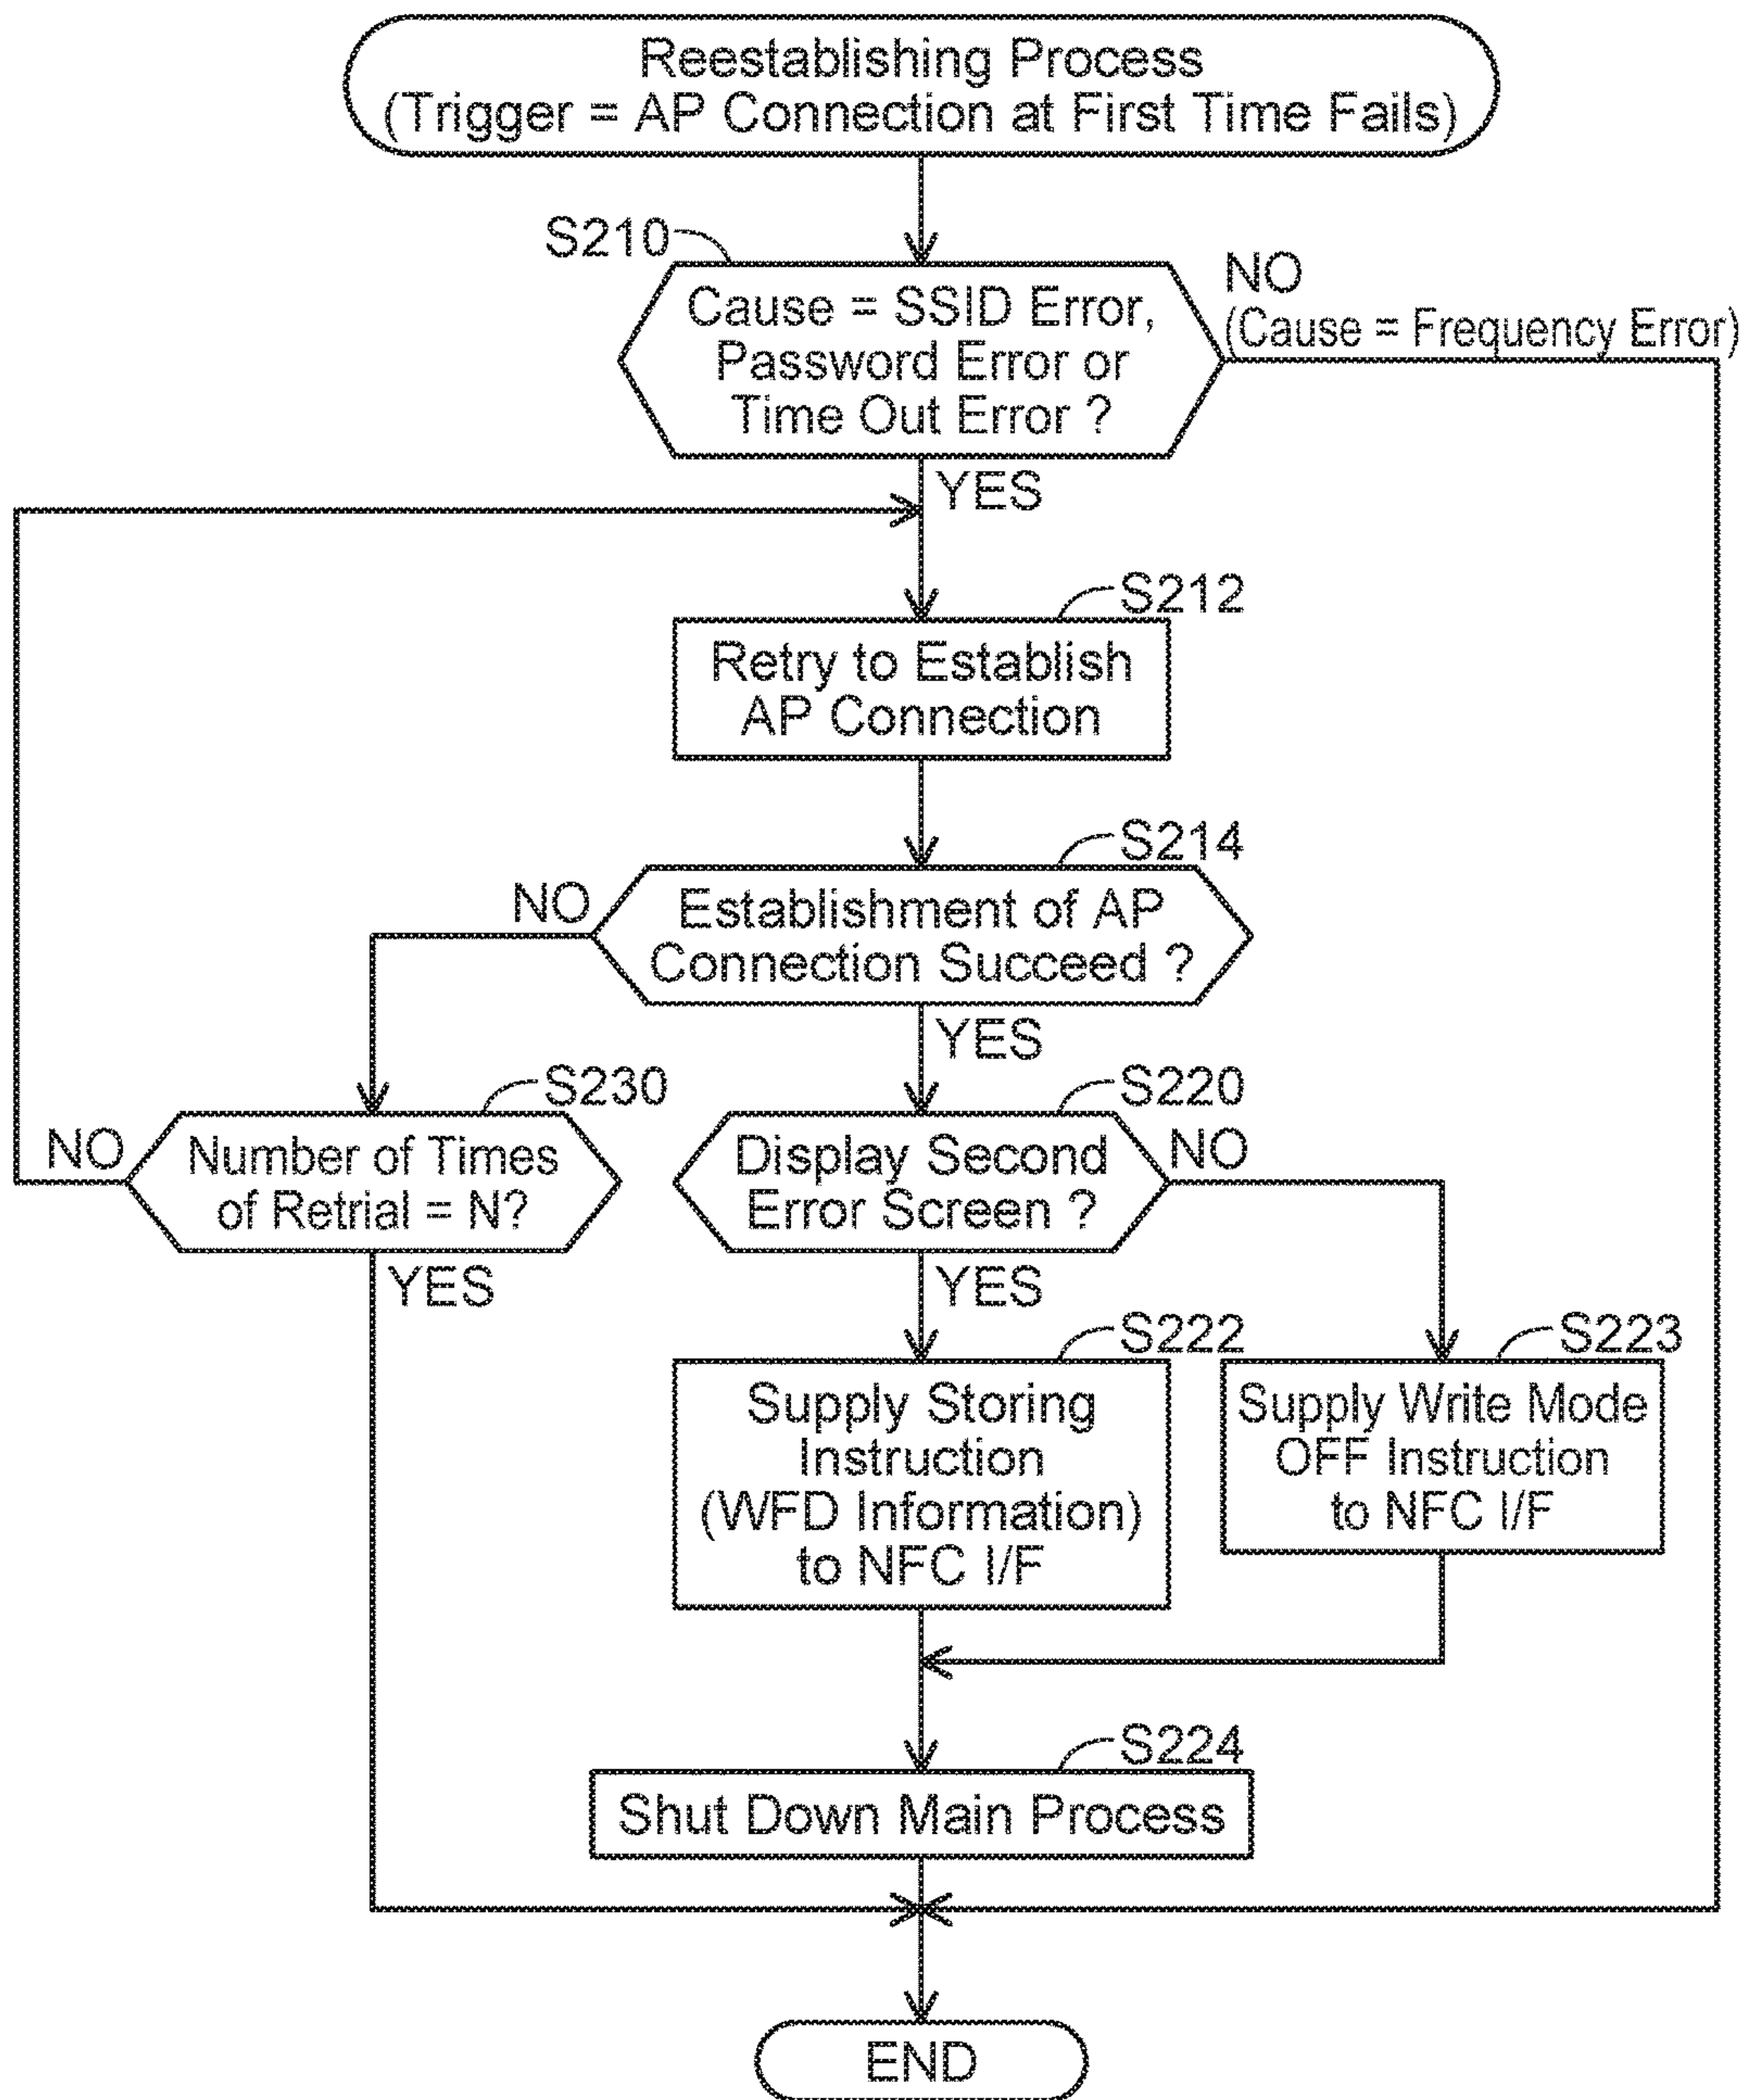 Reestablishing Process
(Trigger = AP Connection at First Time Fails)
S210
NO
(Cause = Frequency Error)
Cause = SSID Error,
Password Error or
Time Out Error ?
YES
S212
Retry to Establish
AP Connection
S214
NO
Establishment of AP
Connection Succeed ?
YES
S230
S220
NO
Number of Times
of Retrial = N?
Display Second
Error Screen ?
NO
YES
YES
S222
S223
Supply Storing
Instruction
(WFD Information)
to NFC I/F
Supply Write Mode
OFF Instruction
to NFC I/F
S224
Shut Down Main Process
END